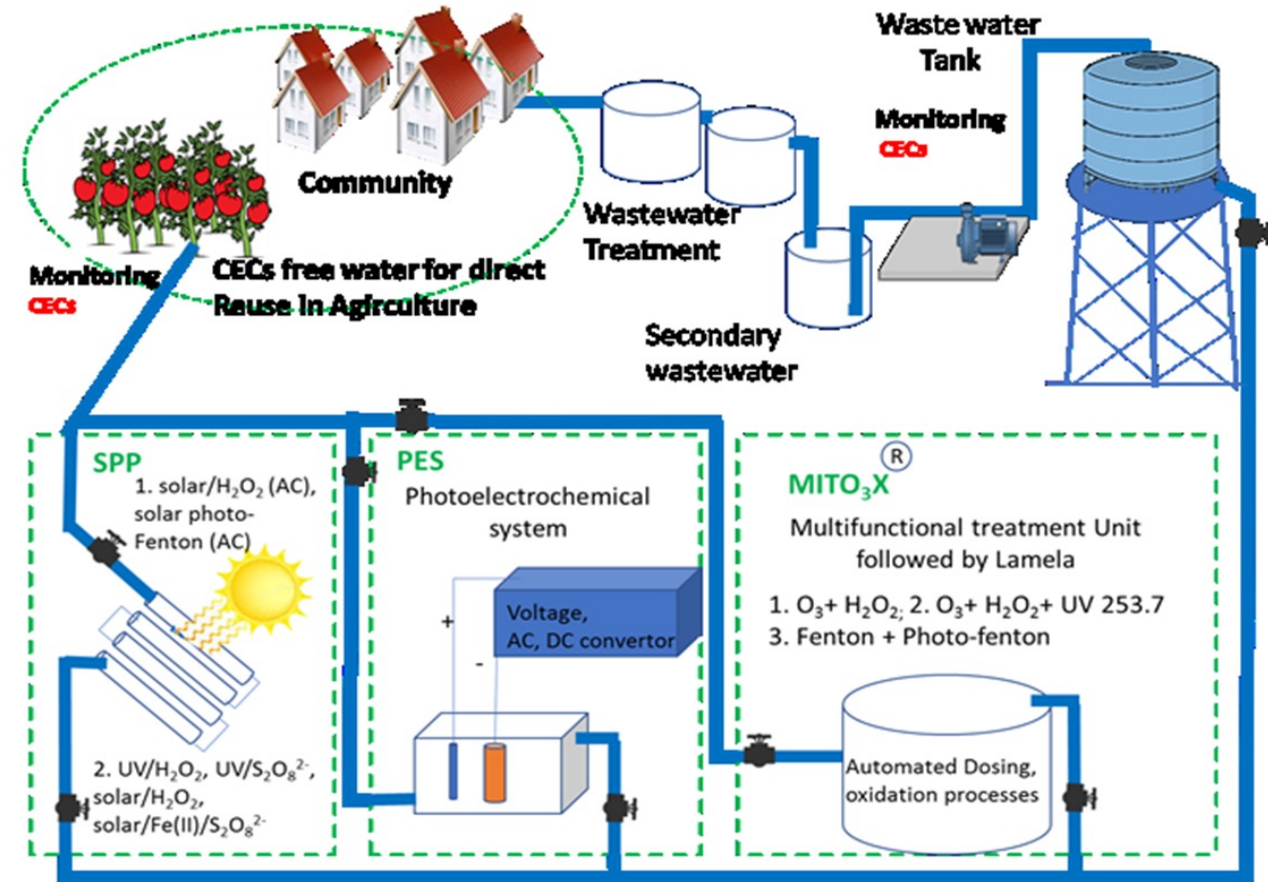 Waste water
Tank
Monitoring
CECs
Community
Wastewater
Treatment
Monitoring
CECs
CECs free water for direct
Reuse in Agirculture
Secondary
wastewater
SPP
1. solar/H₂O₂ (AC),
solar photo-
Fenton (AC)
2. UV/H₂O₂, UV/S₂O₈²⁻,
solar/H₂O₂,
solar/Fe(II)/S₂O₈²⁻
PES
Photoelectrochemical
system
+
-
Voltage,
AC, DC convertor
MITO₃X ®
Multifunctional treatment Unit
followed by Lamela
1. O₃+ H₂O₂; 2. O₃+ H₂O₂+ UV 253.7
3. Fenton + Photo-fenton
Automated Dosing,
oxidation processes